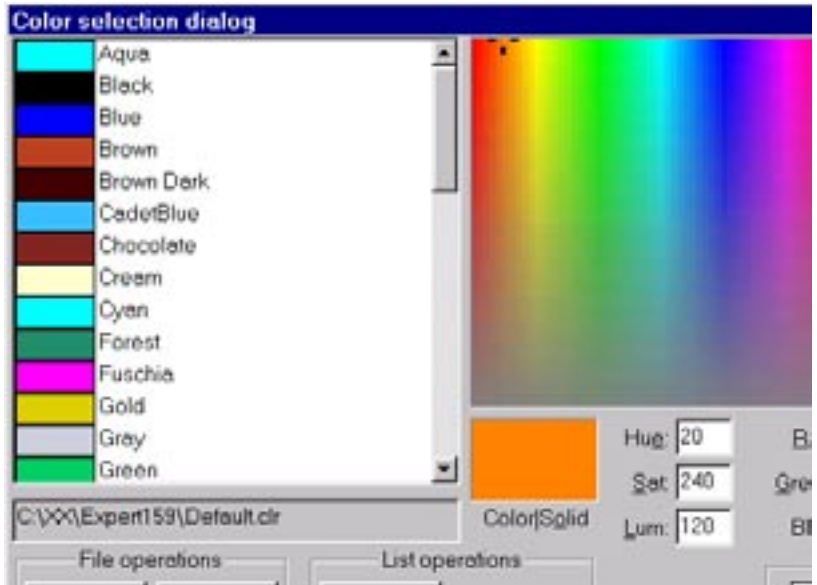 Color selection dialog
Aqua
Black
Blue
Brown
Brown Dark
CadetBlue
Chocolate
Cream
Cyan
Forest
Fuschia
Gold
Gray
Green
C:\XX\Expert159\Default.clr
File operations
List operations
Color|Solid
Hue: 20
Sat: 240
Lum: 120